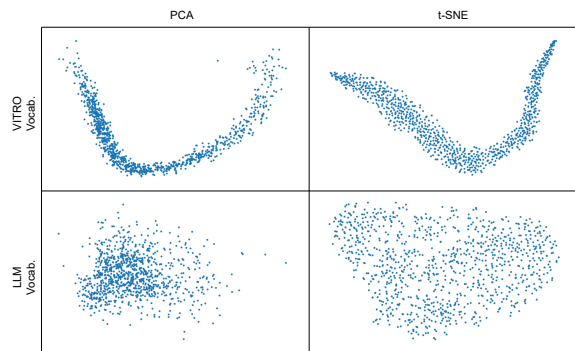 PCA
t-SNE
VITRO
Vocab.
LLM
Vocab.